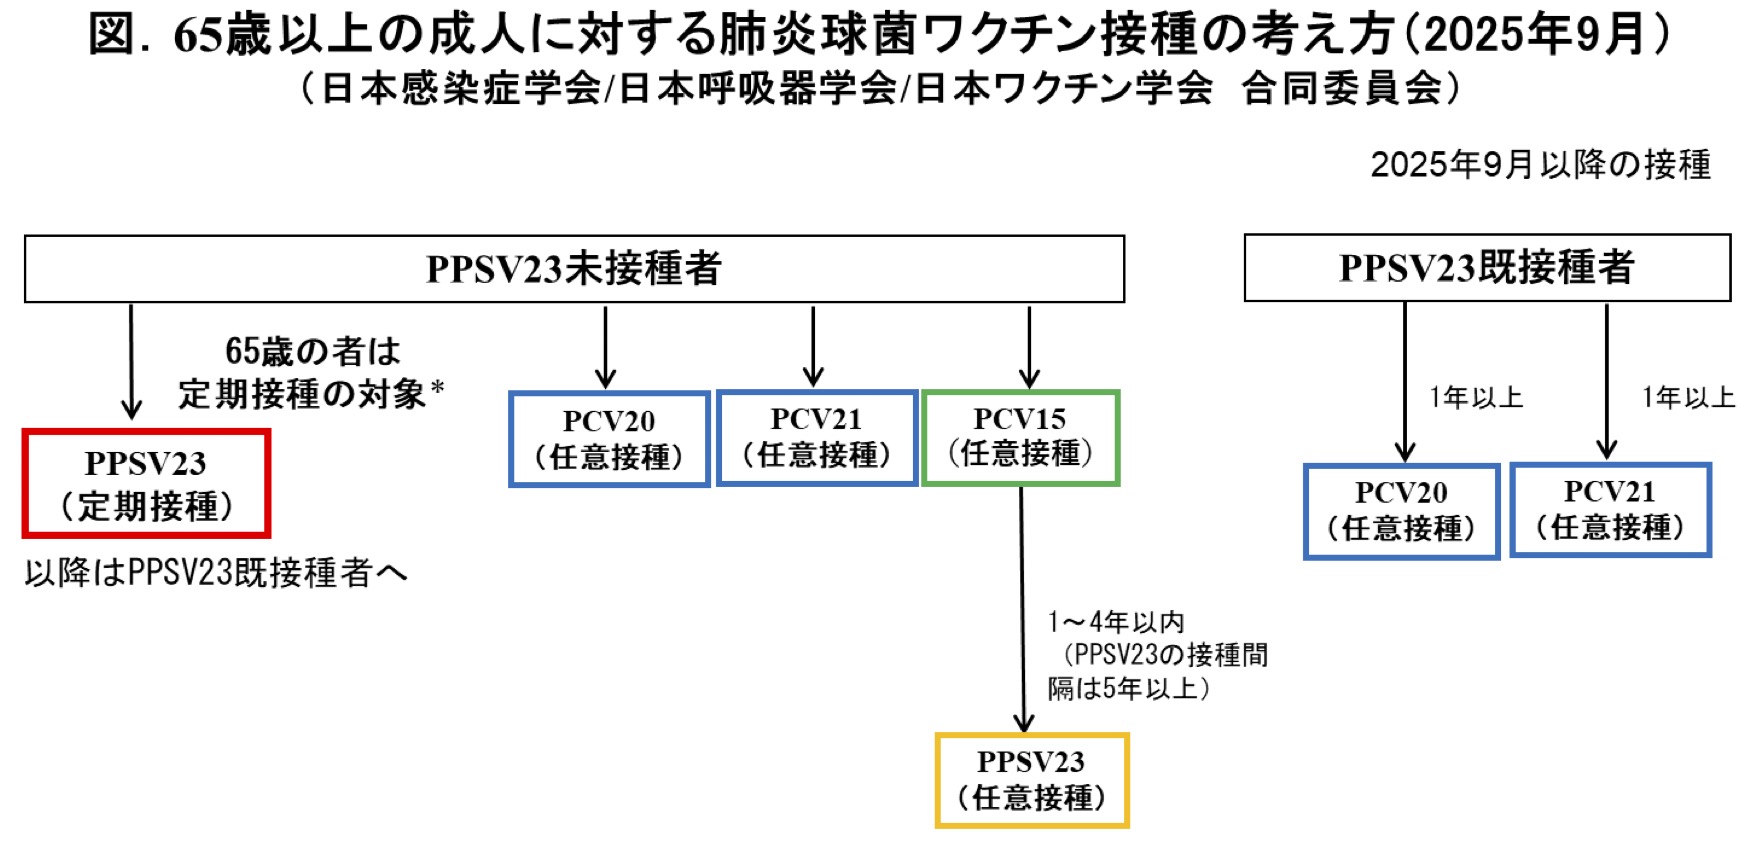 図．65歳以上の成人に対する肺炎球菌ワクチン接種の考え方（2025年9月）
（日本感染症学会/日本呼吸器学会/日本ワクチン学会　合同委員会）
2025年9月以降の接種
PPSV23未接種者
65歳の者は
定期接種の対象*
PPSV23
（定期接種）
以降はPPSV23既接種者へ
PCV20
（任意接種）
PCV21
（任意接種）
PCV15
（任意接種）
1～4年以内
（PPSV23の接種間
隔は5年以上）
PPSV23
（任意接種）
PPSV23既接種者
1年以上
1年以上
PCV20
（任意接種）
PCV21
（任意接種）